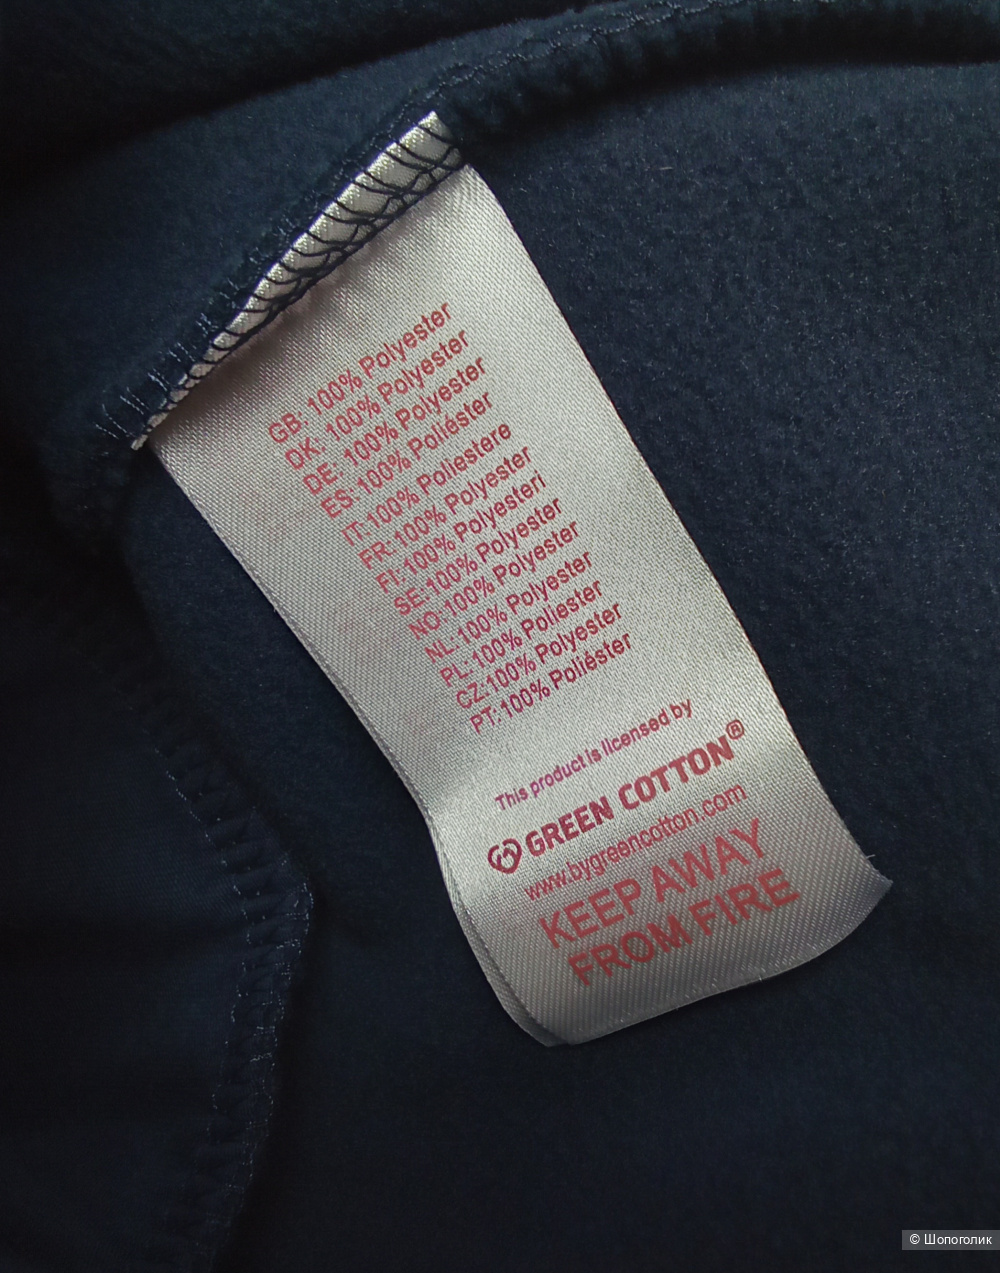 GB: 100% Polyester
DK: 100% Polyester
DE: 100% Polyester
ES: 100% Poliéster
IT: 100% Poliestere
FR: 100% Polyester
FI: 100% Polyesteri
SE: 100% Polyester
NO: 100% Polyester
NL: 100% Polyester
PL: 100% Poliester
CZ: 100% Polyester
PT: 100% Poliéster
This product is licensed by
GREEN COTTON®
www.bygreencotton.com
KEEP AWAY
FROM FIRE
© Шопоголик